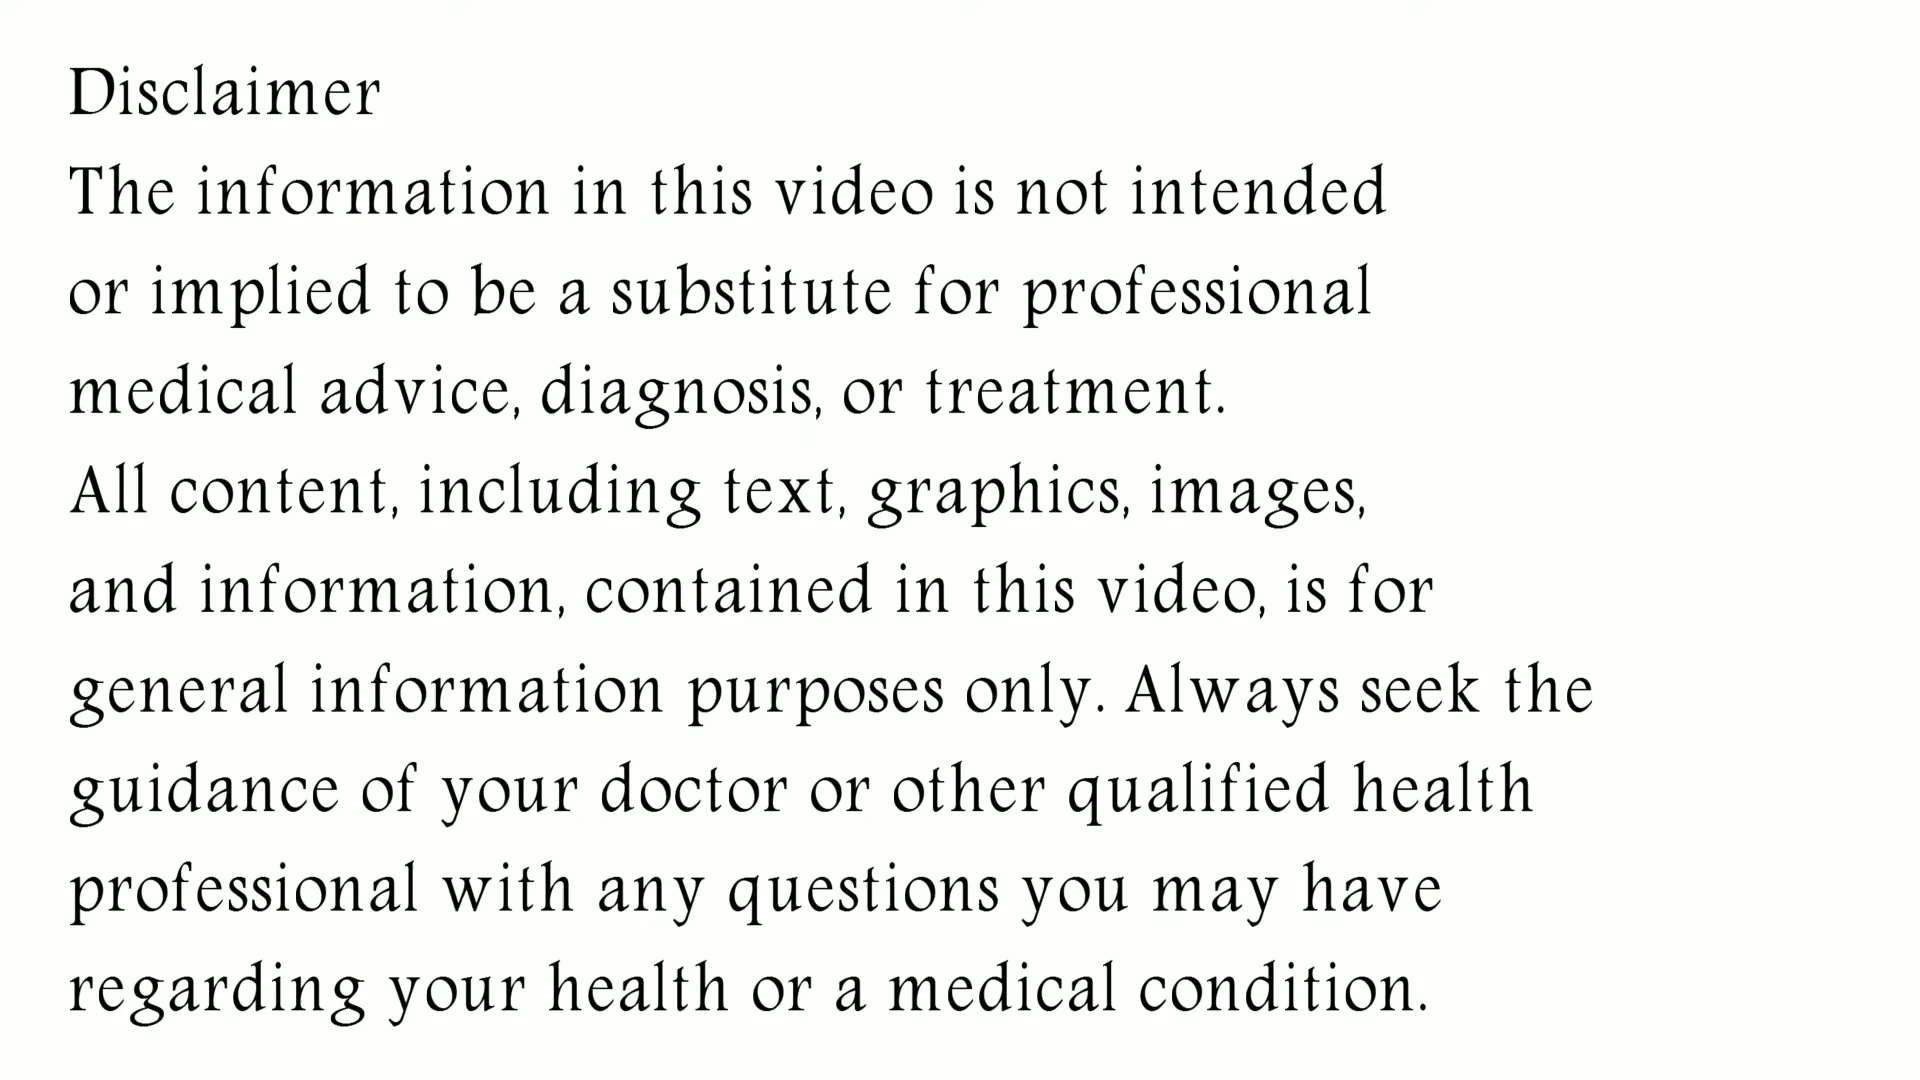 Disclaimer
The information in this video is not intended
or implied to be a substitute for professional
medical advice, diagnosis, or treatment.
All content, including text, graphics, images,
and information, contained in this video, is for
general information purposes only. Always seek the
guidance of your doctor or other qualified health
professional with any questions you may have
regarding your health or a medical condition.